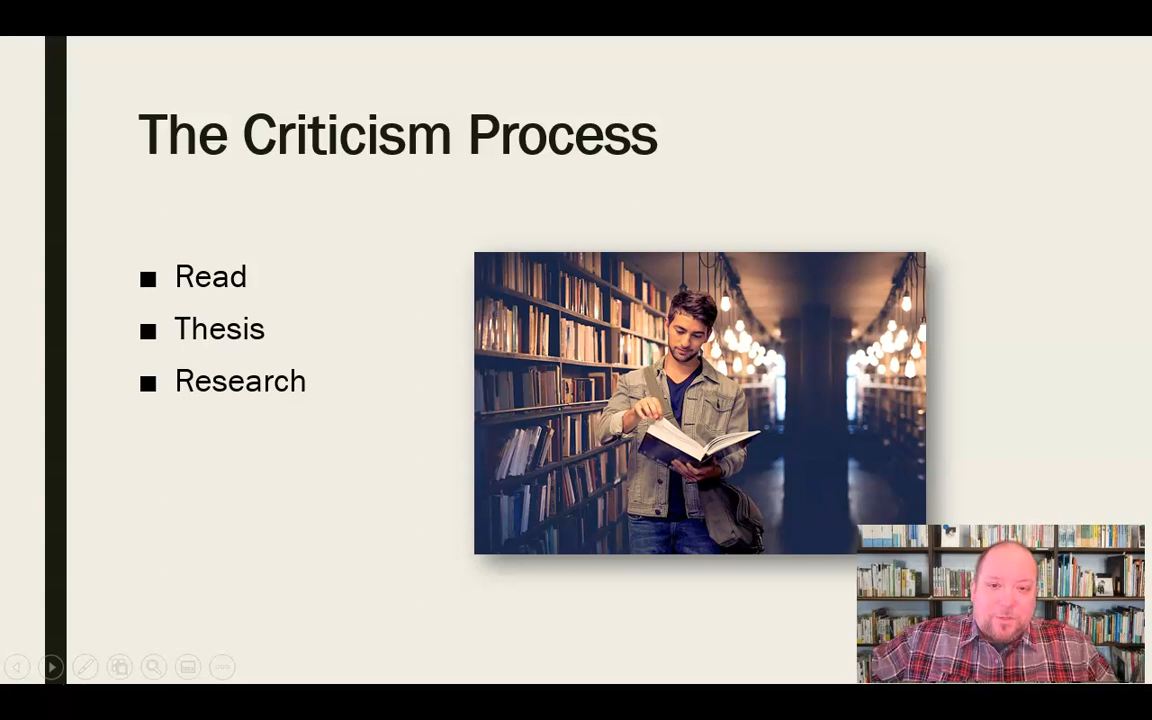 The Criticism Process
Read
Thesis
Research